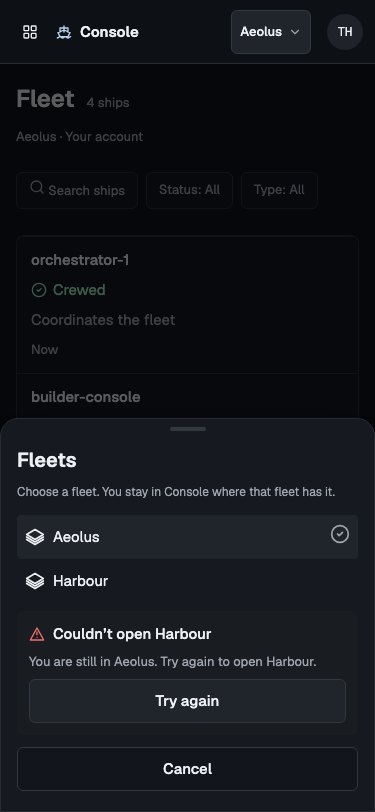 Console
Aeolus
TH
Fleet 4 ships
Aeolus · Your account
Search ships
Status: All
Type: All
orchestrator-1
Crewed
Coordinates the fleet
Now
builder-console
Fleets
Choose a fleet. You stay in Console where that fleet has it.
Aeolus
Harbour
Couldn’t open Harbour
You are still in Aeolus. Try again to open Harbour.
Try again
Cancel